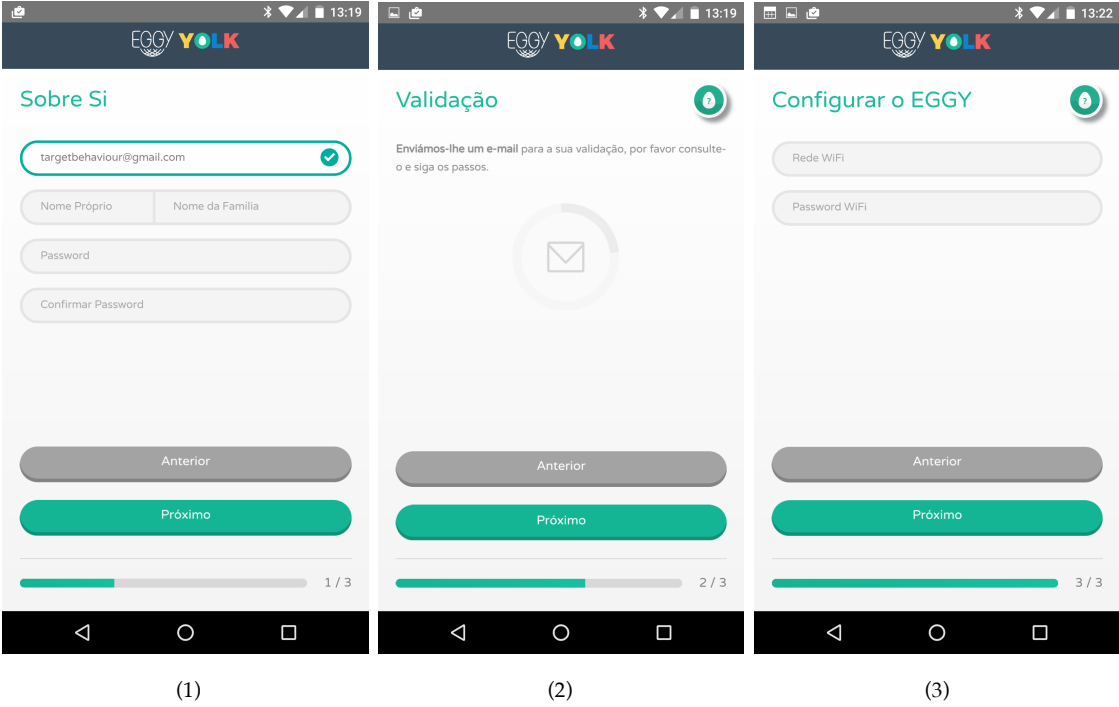 13:19
EGGY YOLK
Sobre Si
targetbehaviour@gmail.com
Nome Próprio Nome da Familia
Password
Confirmar Password
Anterior
Próximo
1 / 3
(1)
13:19
EGGY YOLK
Validação
?
Enviámos-lhe um e-mail para a sua validação, por favor consulte-
o e siga os passos.
Anterior
Próximo
2 / 3
(2)
13:22
EGGY YOLK
Configurar o EGGY
?
Rede WiFi
Password WiFi
Anterior
Próximo
3 / 3
(3)